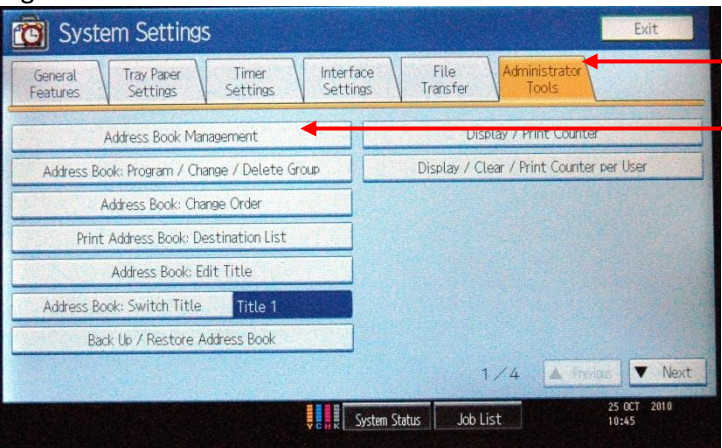 System Settings
Exit
General
Features
Tray Paper
Settings
Timer
Settings
Interface
Settings
File
Transfer
Administrator
Tools
Address Book Management
Display / Print Counter
Address Book: Program / Change / Delete Group
Display / Clear / Print Counter per User
Address Book: Change Order
Print Address Book: Destination List
Address Book: Edit Title
Address Book: Switch Title
Title 1
Back Up / Restore Address Book
1/4
▲ Previous
▼ Next
Y C M K
System Status
Job List
25 OCT 2010
10:45